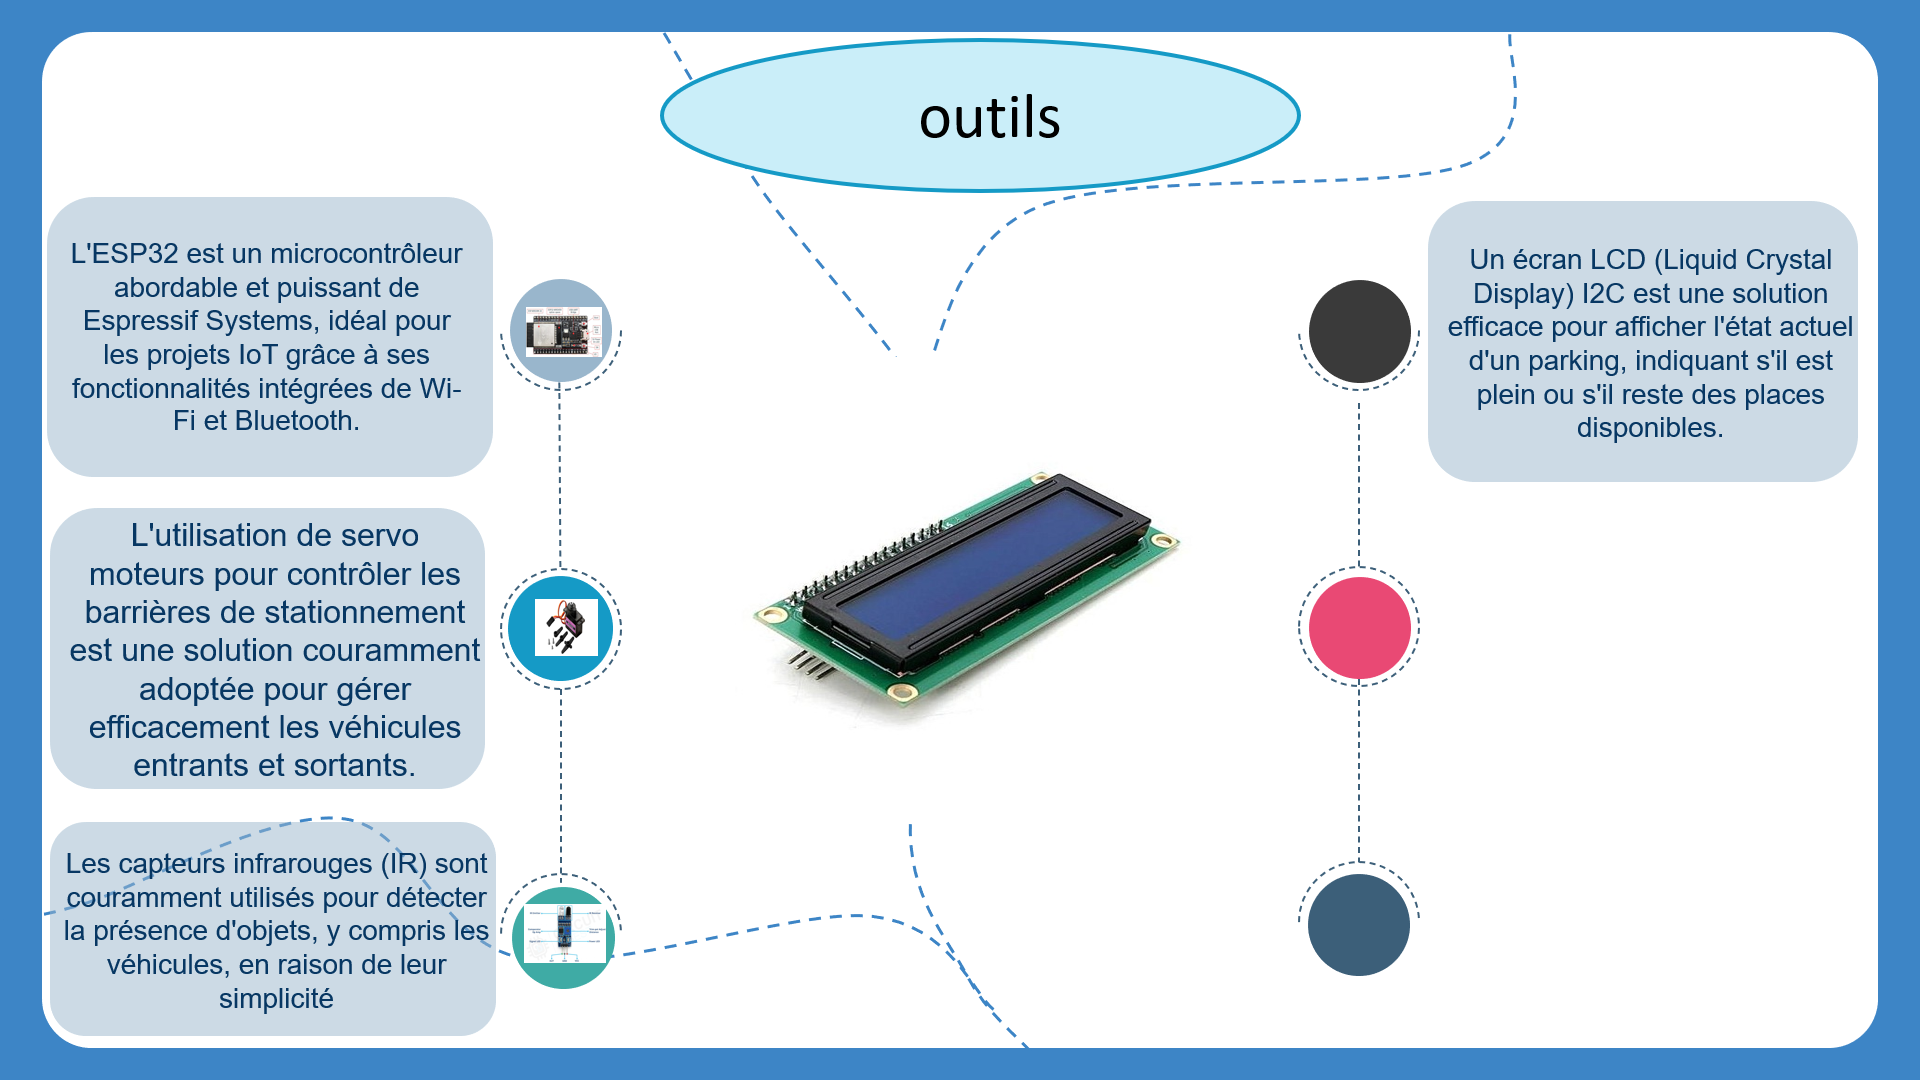 outils
L'ESP32 est un microcontrôleur
abordable et puissant de
Espressif Systems, idéal pour
les projets IoT grâce à ses
fonctionnalités intégrées de Wi-
Fi et Bluetooth.
L'utilisation de servo
moteurs pour contrôler les
barrières de stationnement
est une solution couramment
adoptée pour gérer
efficacement les véhicules
entrants et sortants.
Les capteurs infrarouges (IR) sont
couramment utilisés pour détecter
la présence d'objets, y compris les
véhicules, en raison de leur
simplicité
Un écran LCD (Liquid Crystal
Display) I2C est une solution
efficace pour afficher l'état actuel
d'un parking, indiquant s'il est
plein ou s'il reste des places
disponibles.